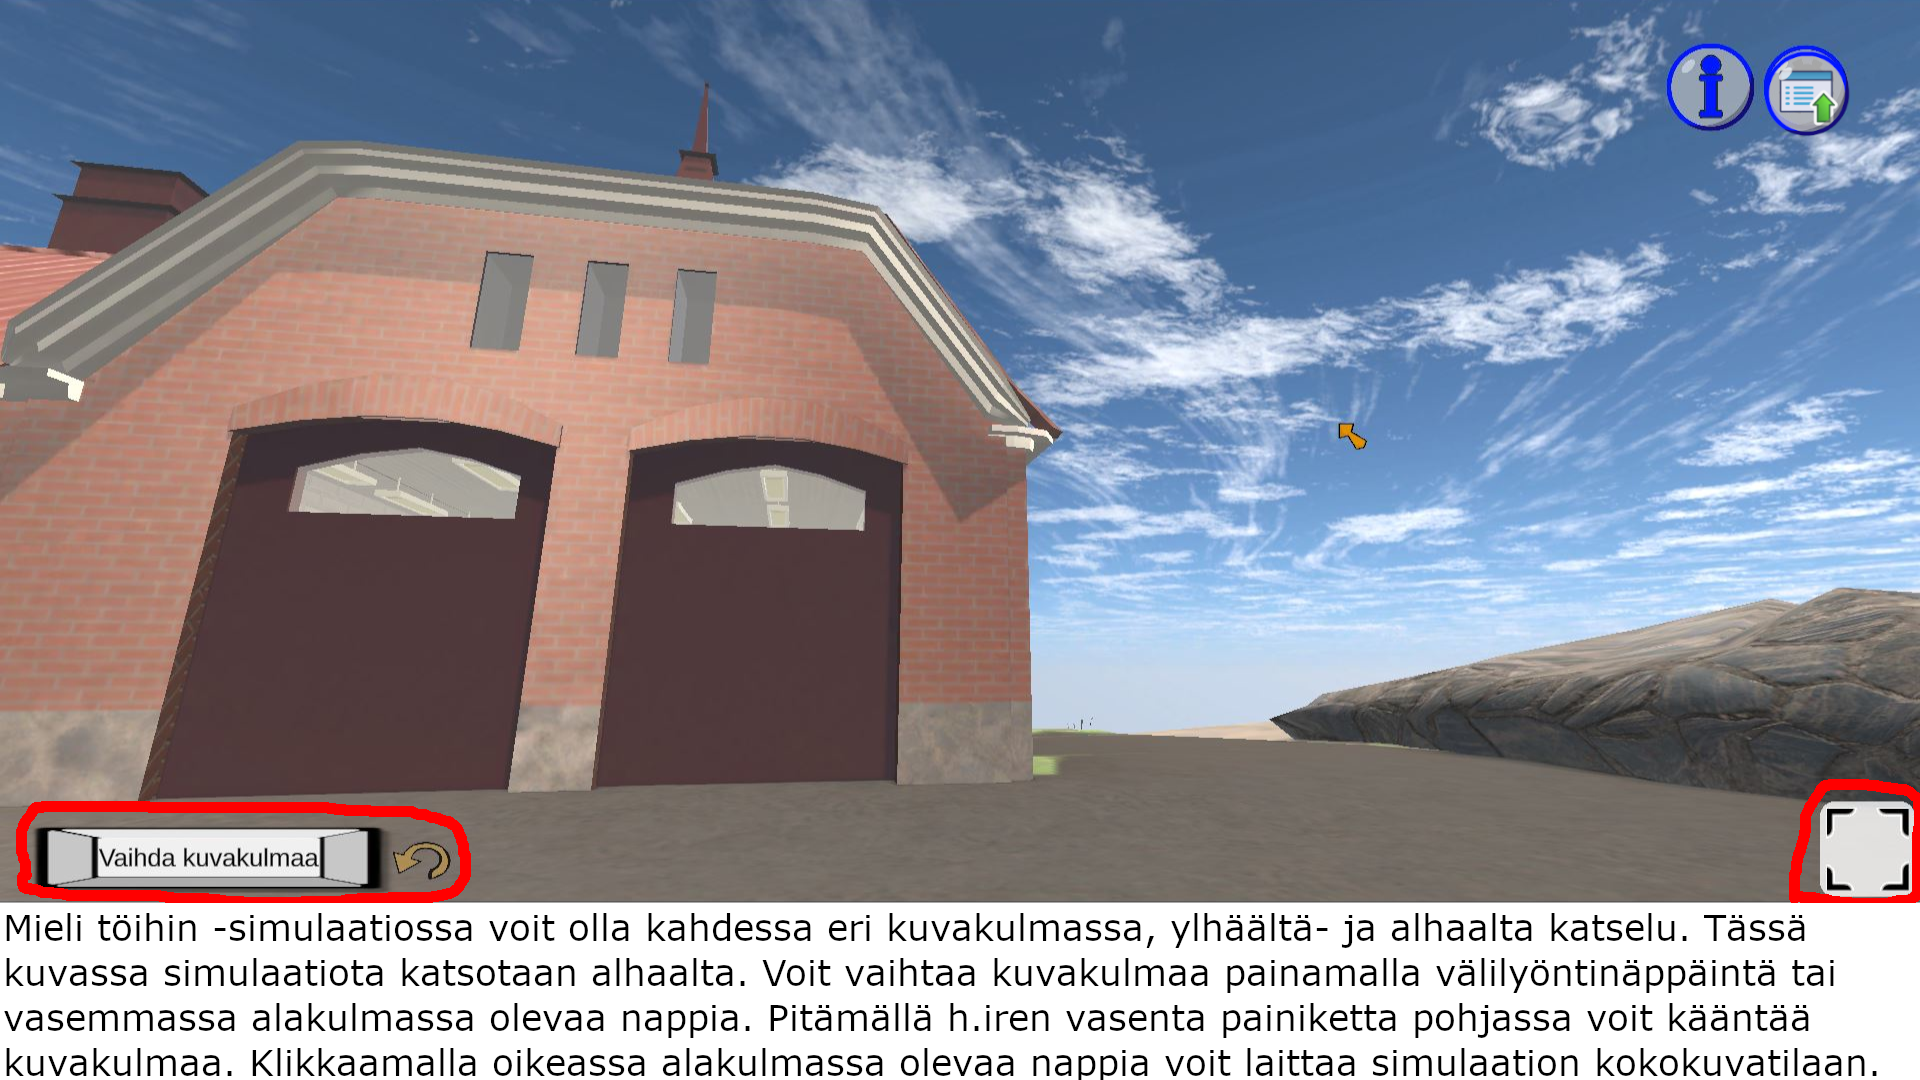 Vaihda kuvakulmaa
Mieli töihin -simulaatiossa voit olla kahdessa eri kuvakulmassa, ylhäältä- ja alhaalta katselu. Tässä
kuvassa simulaatiota katsotaan alhaalta. Voit vaihtaa kuvakulmaa painamalla välilyöntinäppäintä tai
vasemmassa alakulmassa olevaa nappia. Pitämällä h.iren vasenta painiketta pohjassa voit kääntää
kuvakulmaa. Klikkaamalla oikeassa alakulmassa olevaa nappia voit laittaa simulaation kokokuvatilaan.